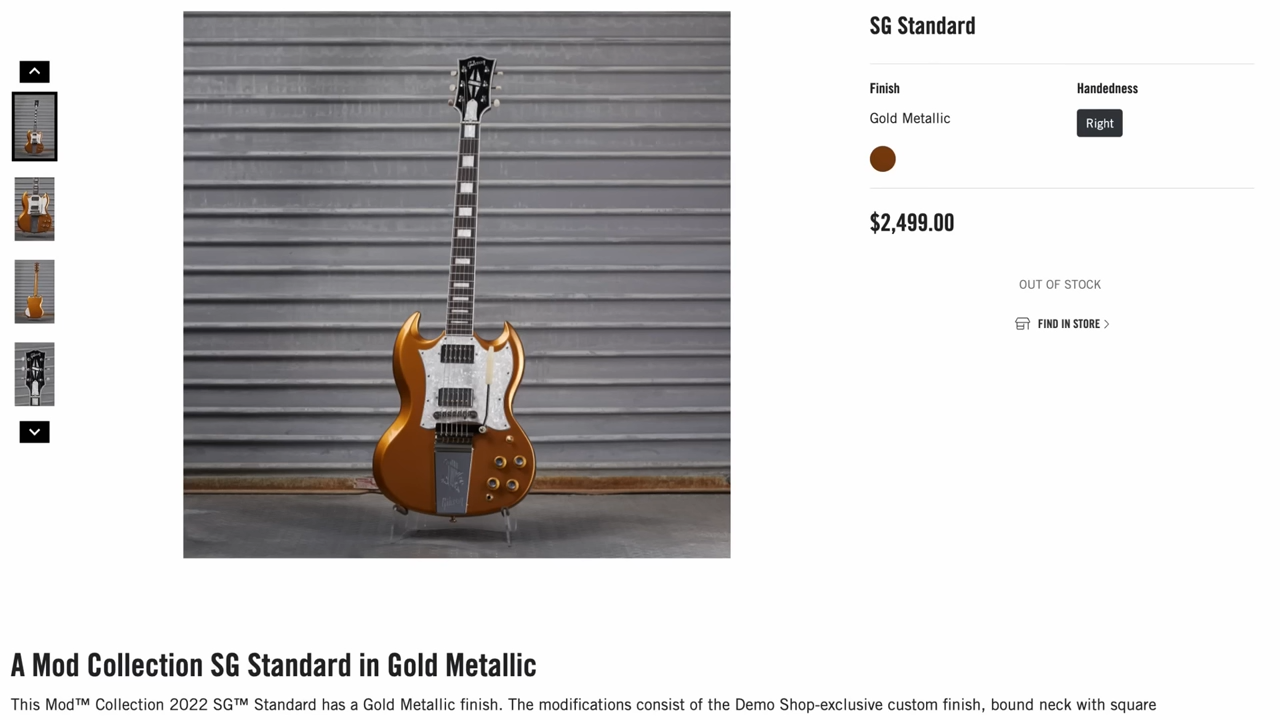 SG Standard
Finish
Handedness
Gold Metallic
Right
$2,499.00
OUT OF STOCK
FIND IN STORE
A Mod Collection SG Standard in Gold Metallic
This Mod™ Collection 2022 SG™ Standard has a Gold Metallic finish. The modifications consist of the Demo Shop-exclusive custom finish, bound neck with square